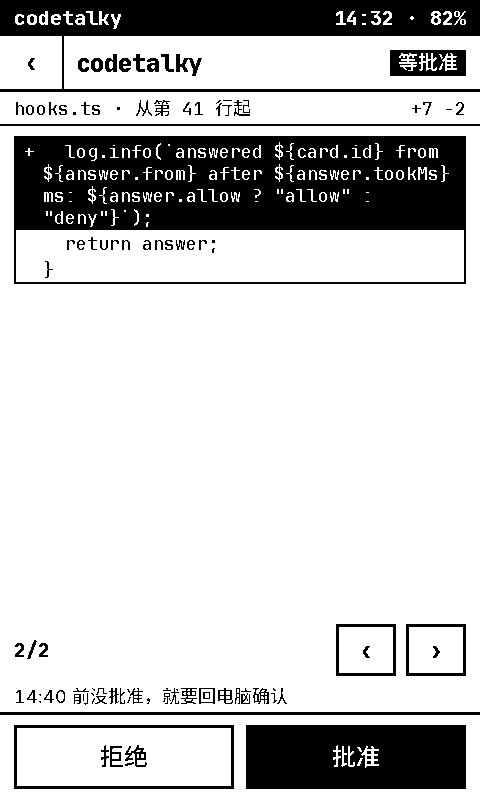 codetalky 14:32 · 82%
‹ codetalky 等批准
hooks.ts · 从第 41 行起 +7 -2
+   log.info(`answered ${card.id} from
${answer.from} after ${answer.tookMs}
ms: ${answer.allow ? "allow" :
"deny"}`);
  return answer;
}
2/2 ‹ ›
14:40 前没批准，就要回电脑确认
拒绝 批准